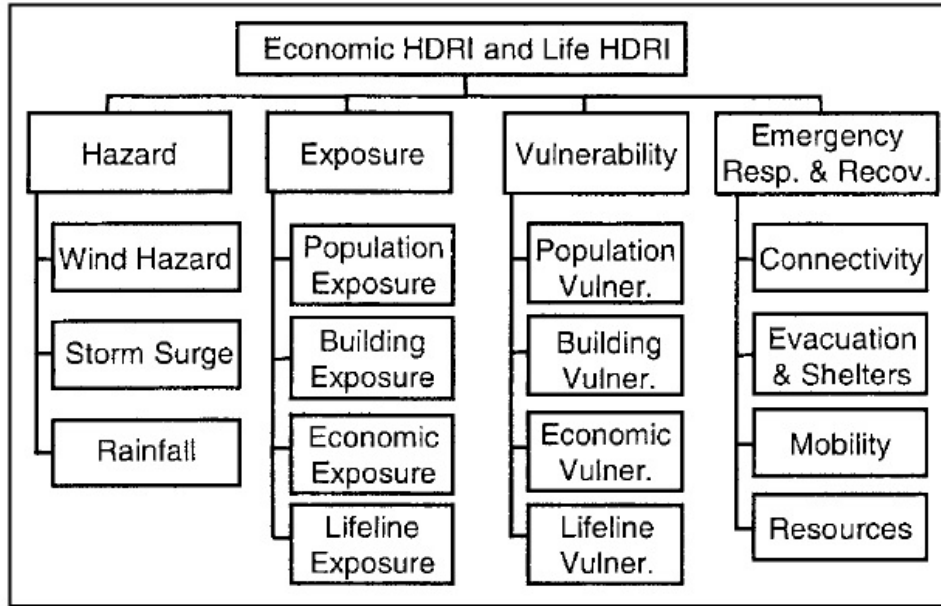 Economic HDRI and Life HDRI
Hazard
Wind Hazard
Storm Surge
Rainfall
Exposure
Population
Exposure
Building
Exposure
Economic
Exposure
Lifeline
Exposure
Vulnerability
Population
Vulner.
Building
Vulner.
Economic
Vulner.
Lifeline
Vulner.
Emergency
Resp. & Recov.
Connectivity
Evacuation
& Shelters
Mobility
Resources